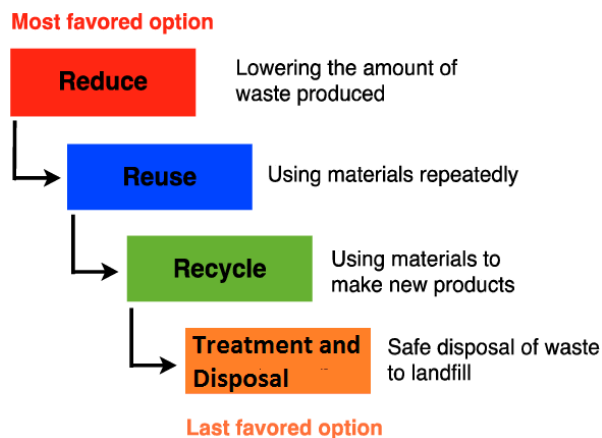 Most favored option
Reduce
Lowering the amount of
waste produced
Reuse
Using materials repeatedly
Recycle
Using materials to
make new products
Treatment and
Disposal
Safe disposal of waste
to landfill
Last favored option